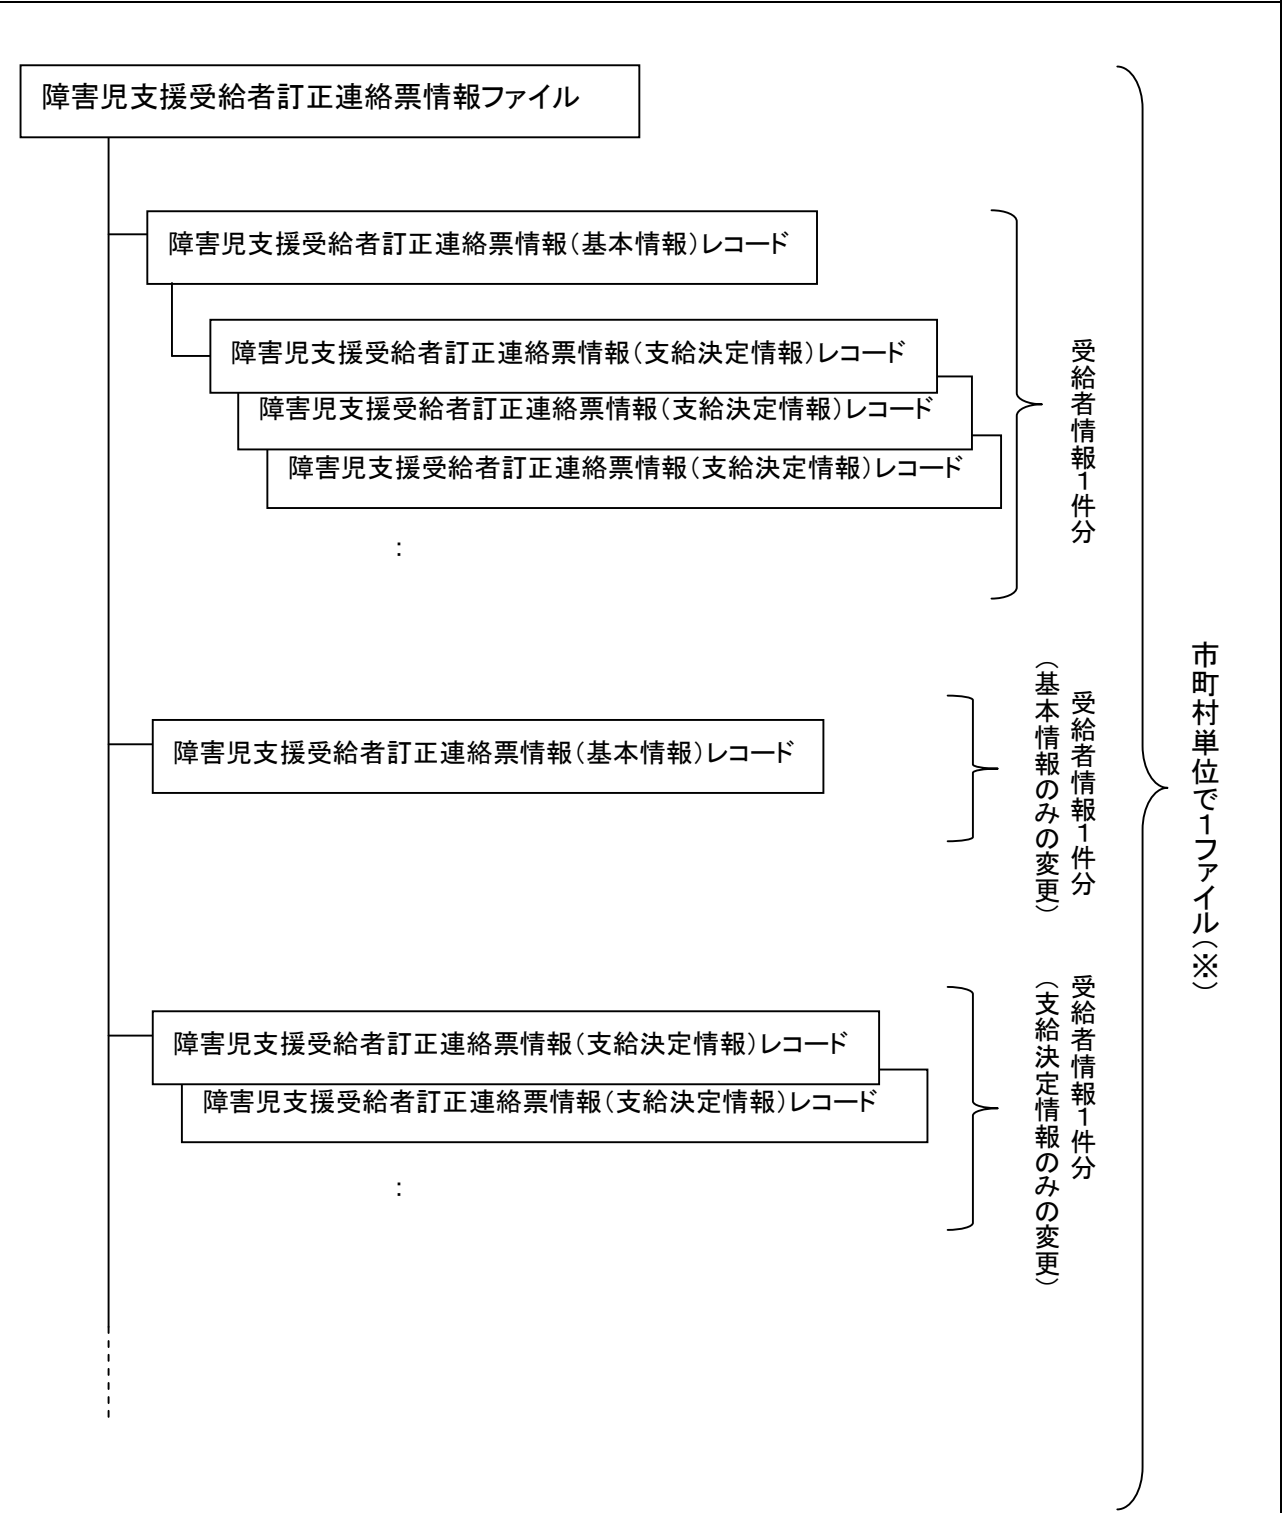 障害児支援受給者訂正連絡票情報ファイル
障害児支援受給者訂正連絡票情報(基本情報)レコード
障害児支援受給者訂正連絡票情報(支給決定情報)レコード
障害児支援受給者訂正連絡票情報(支給決定情報)レコード
障害児支援受給者訂正連絡票情報(支給決定情報)レコード
:
受給者情報1件分
障害児支援受給者訂正連絡票情報(基本情報)レコード
受給者情報1件分
(基本情報のみの変更)
障害児支援受給者訂正連絡票情報(支給決定情報)レコード
障害児支援受給者訂正連絡票情報(支給決定情報)レコード
:
受給者情報1件分
(支給決定情報のみの変更)
市町村単位で1ファイル(※)